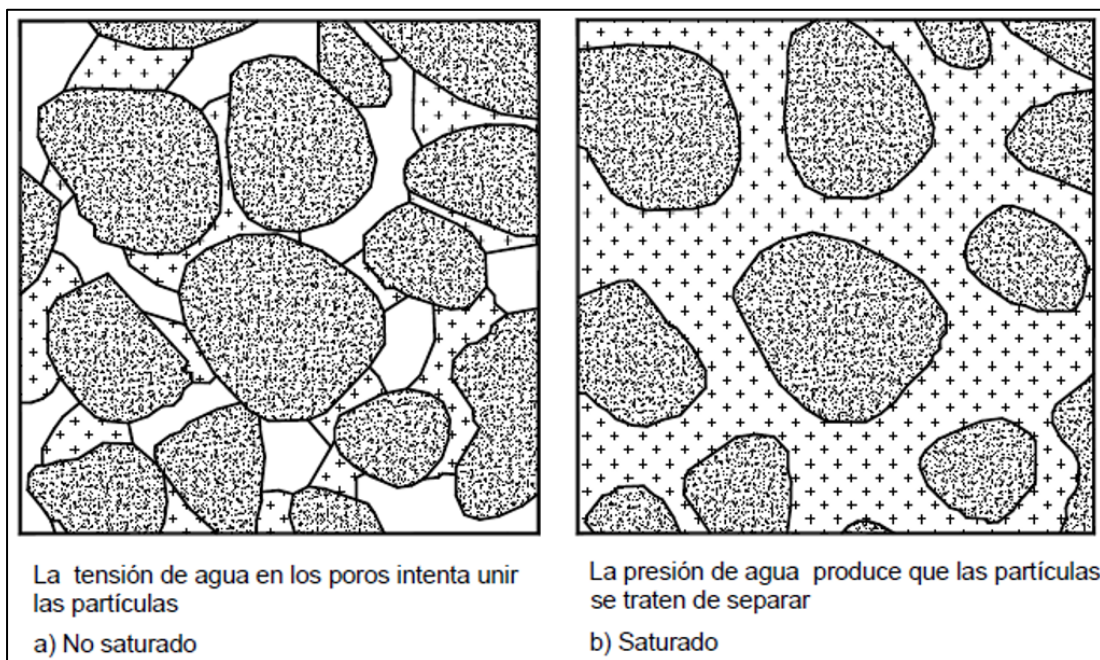 La tensión de agua en los poros intenta unir
las partículas
a) No saturado
La presión de agua produce que las partículas
se traten de separar
b) Saturado